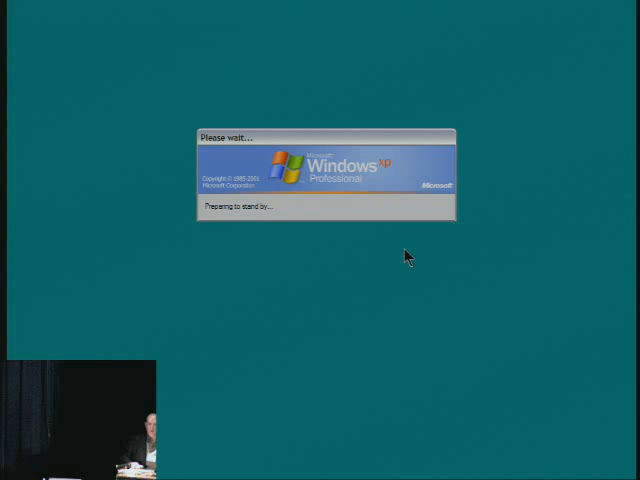 Please wait...
Microsoft
Windows xp
Professional
Copyright © 1985-2001
Microsoft Corporation
Microsoft
Preparing to stand by...